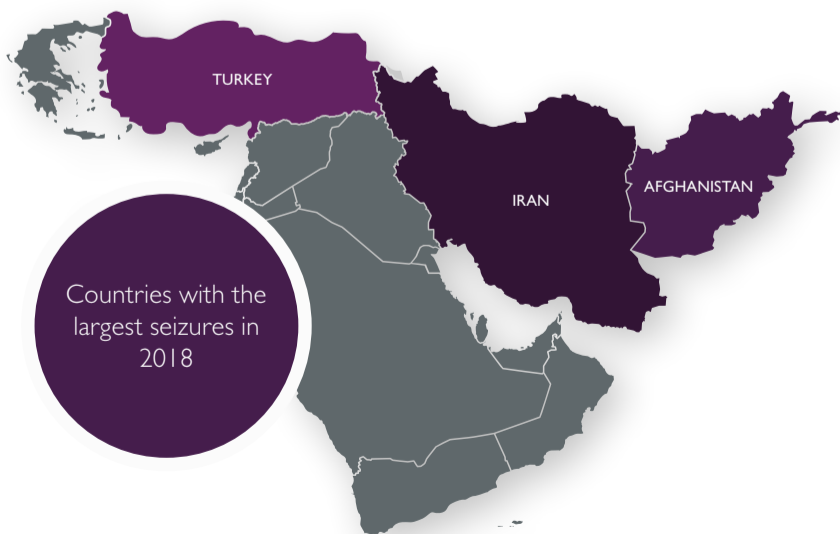 TURKEY
IRAN
AFGHANISTAN
Countries with the
largest seizures in
2018